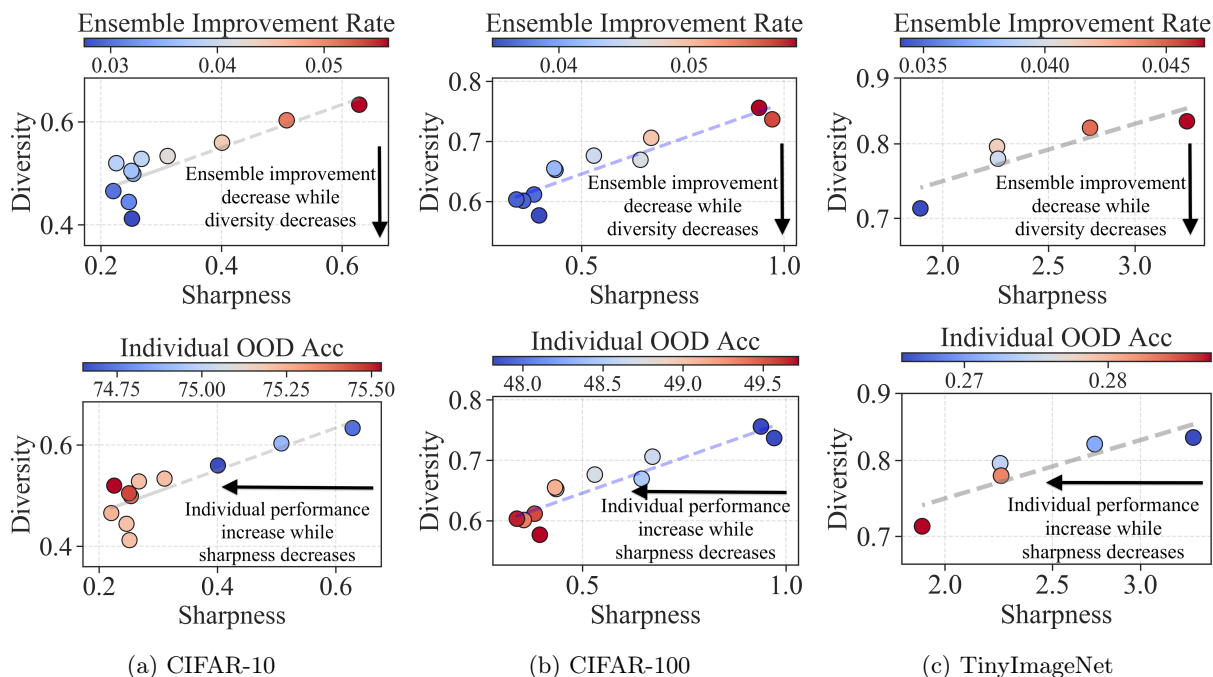 Ensemble Improvement Rate
0.03 0.04 0.05
Diversity
0.6
0.4
Ensemble improvement
decrease while
diversity decreases
0.2 0.4 0.6
Sharpness
Ensemble Improvement Rate
0.04 0.05
Diversity
0.8
0.7
0.6
Ensemble improvement
decrease while
diversity decreases
0.5 1.0
Sharpness
Ensemble Improvement Rate
0.035 0.040 0.045
Diversity
0.9
0.8
0.7
Ensemble improvement
decrease while
diversity decreases
2.0 2.5 3.0
Sharpness
Individual OOD Acc
74.75 75.00 75.25 75.50
Diversity
0.6
0.4
Individual performance
increase while
sharpness decreases
0.2 0.4 0.6
Sharpness
(a) CIFAR-10
Individual OOD Acc
48.0 48.5 49.0 49.5
Diversity
0.8
0.7
0.6
Individual performance
increase while
sharpness decreases
0.5 1.0
Sharpness
(b) CIFAR-100
Individual OOD Acc
0.27 0.28
Diversity
0.9
0.8
0.7
Individual performance
increase while
sharpness decreases
2.0 2.5 3.0
Sharpness
(c) TinyImageNet